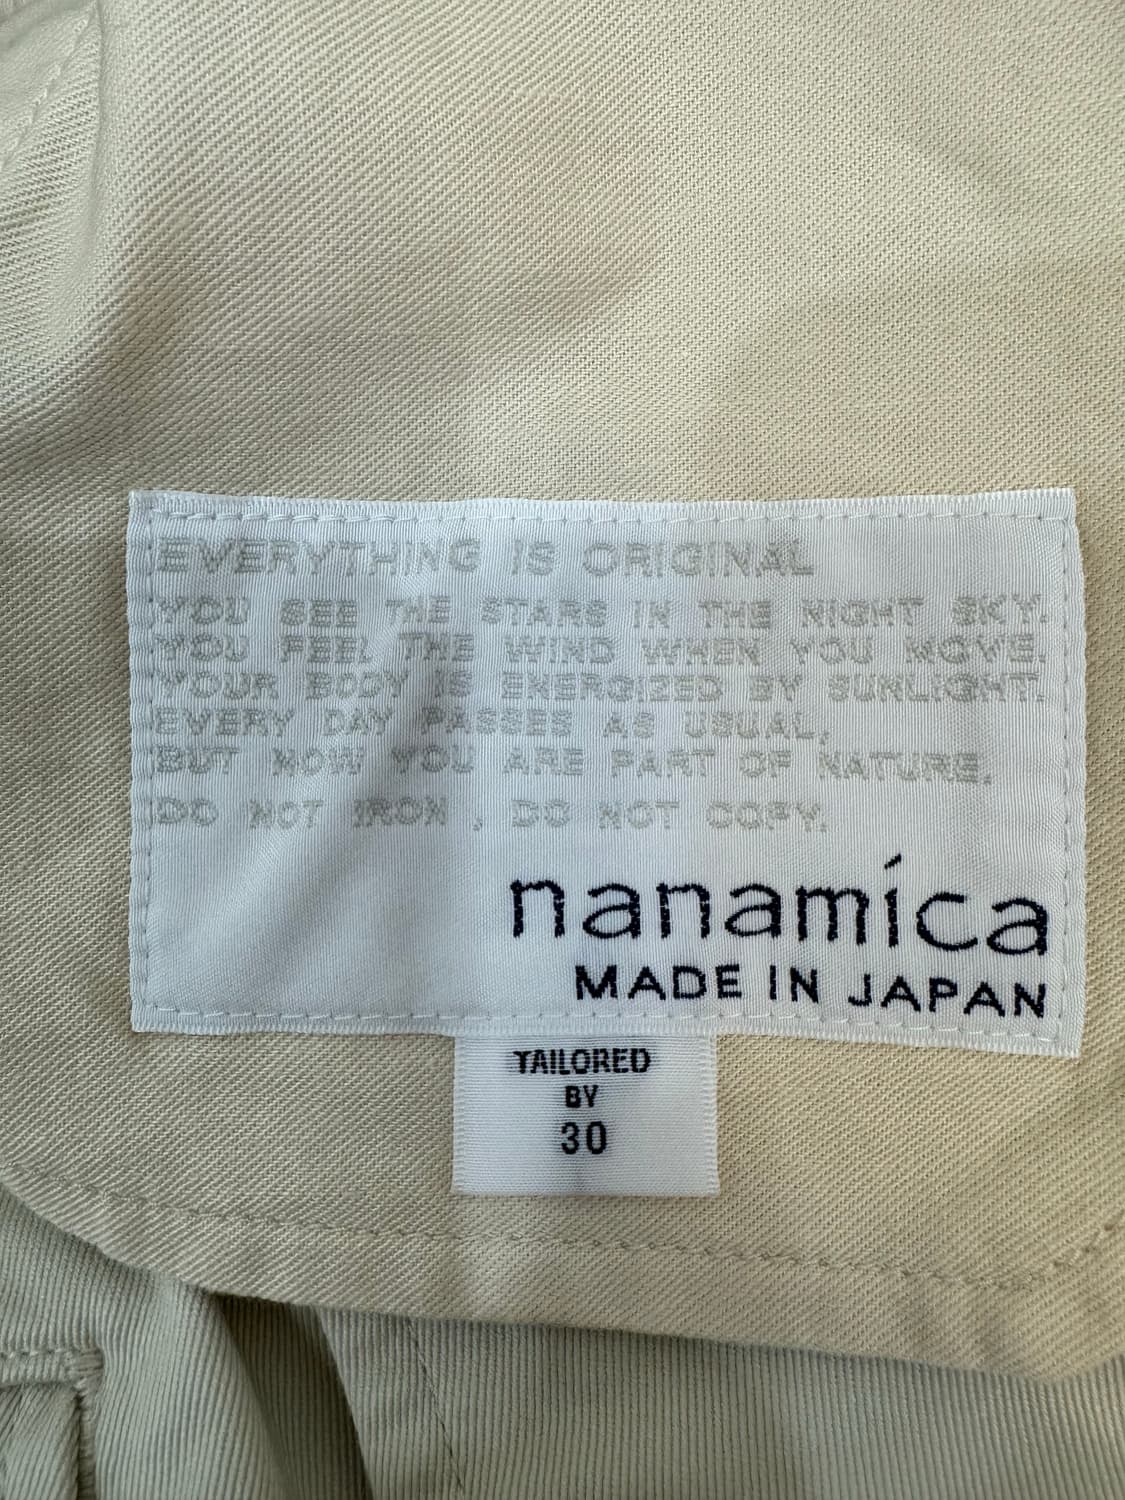 EVERYTHING IS ORIGINAL
YOU SEE THE STARS IN THE NIGHT SKY.
YOU FEEL THE WIND WHEN YOU MOVE.
YOUR BODY IS ENERGIZED BY SUNLIGHT.
EVERY DAY PASSES AS USUAL,
BUT NOW YOU ARE PART OF NATURE.
DO NOT IRON, DO NOT COPY.
nanamíca
MADE IN JAPAN
TAILORED
BY
30